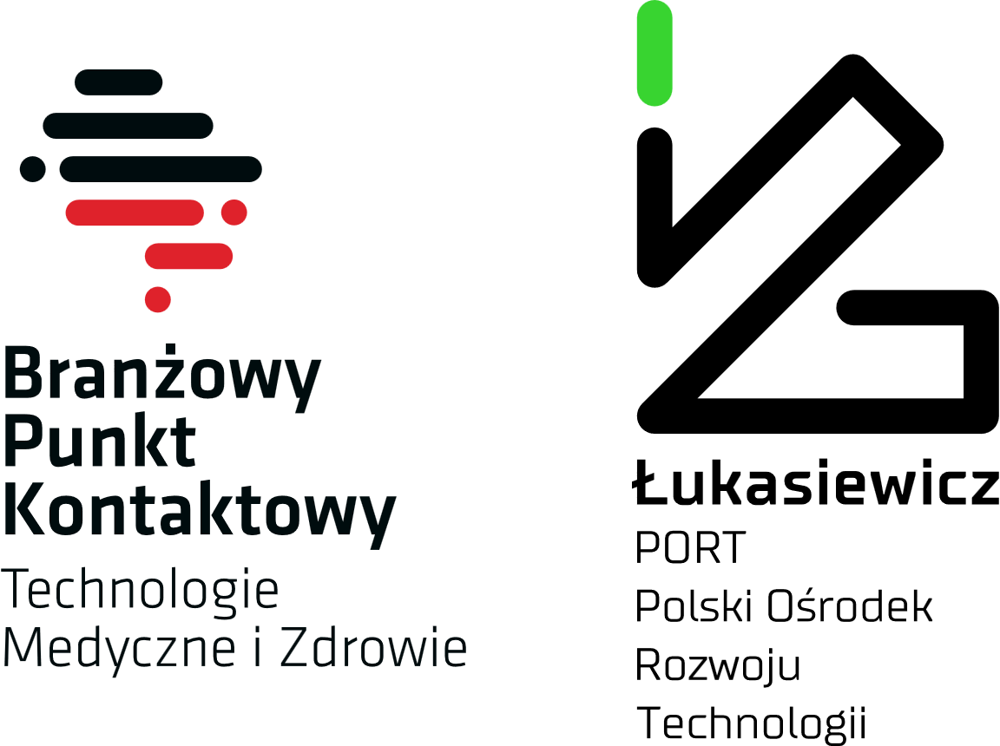 Branżowy
Punkt
Kontaktowy
Technologie
Medyczne i Zdrowie
Łukasiewicz
PORT
Polski Ośrodek
Rozwoju
Technologii